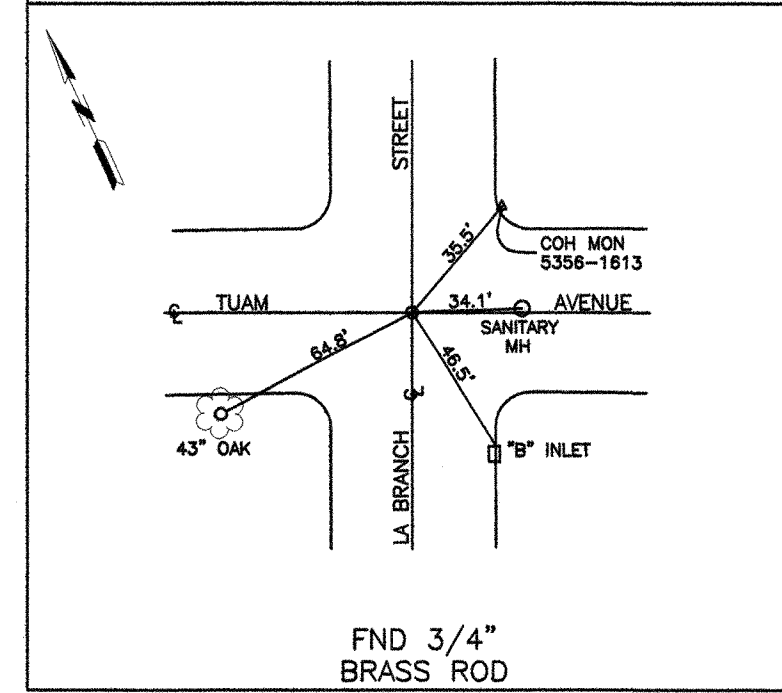 STREET
35.5'
COH MON
5356-1613
34.1'
℄ TUAM
AVENUE
SANITARY
MH
64.8'
46.5'
℄
43" OAK
LA BRANCH
"B" INLET
FND 3/4"
BRASS ROD